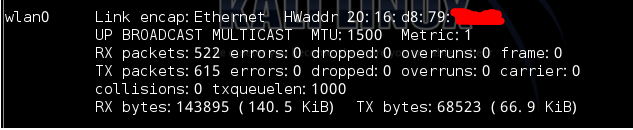 wlan0 Link encap:Ethernet HWaddr 20:16:d8:79:
UP BROADCAST MULTICAST MTU:1500 Metric:1
RX packets:522 errors:0 dropped:0 overruns:0 frame:0
TX packets:615 errors:0 dropped:0 overruns:0 carrier:0
collisions:0 txqueuelen:1000
RX bytes:143895 (140.5 KiB) TX bytes:68523 (66.9 KiB)